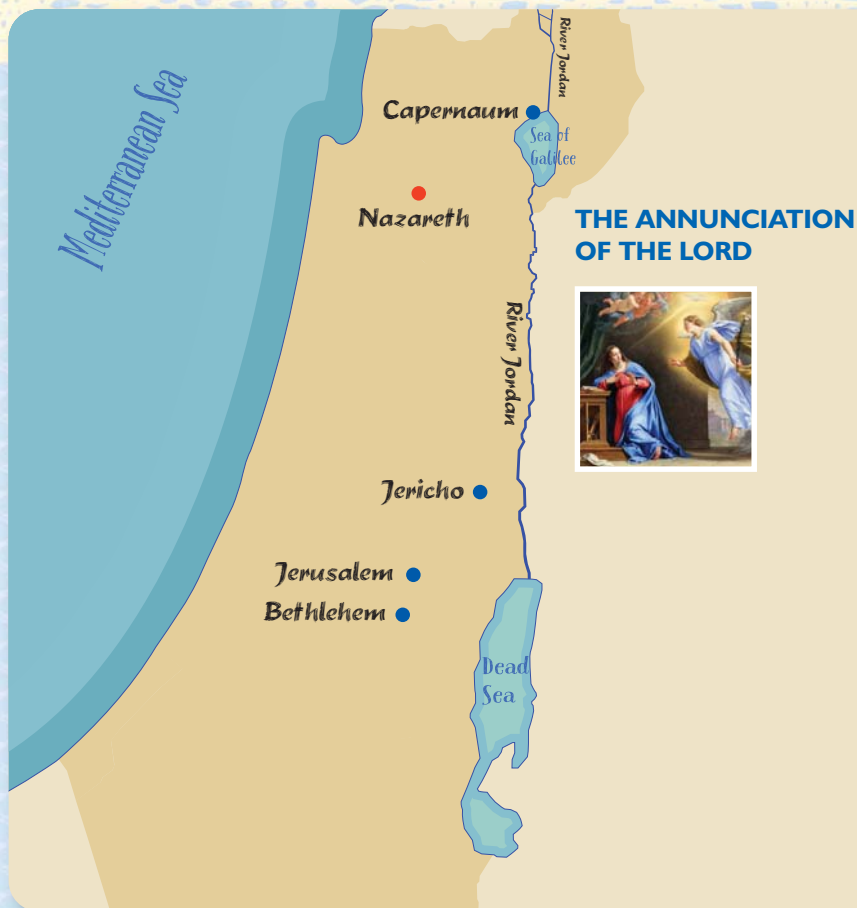 River Jordan
Mediterranean Sea
Capernaum
Sea of
Galilee
Nazareth
THE ANNUNCIATION
OF THE LORD
River Jordan
Jericho
Jerusalem
Bethlehem
Dead
Sea